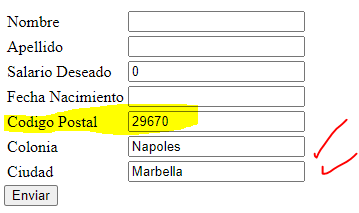 Nombre
Apellido
Salario Deseado 0
Fecha Nacimiento
Codigo Postal 29670
Colonia Napoles
Ciudad Marbella
Enviar